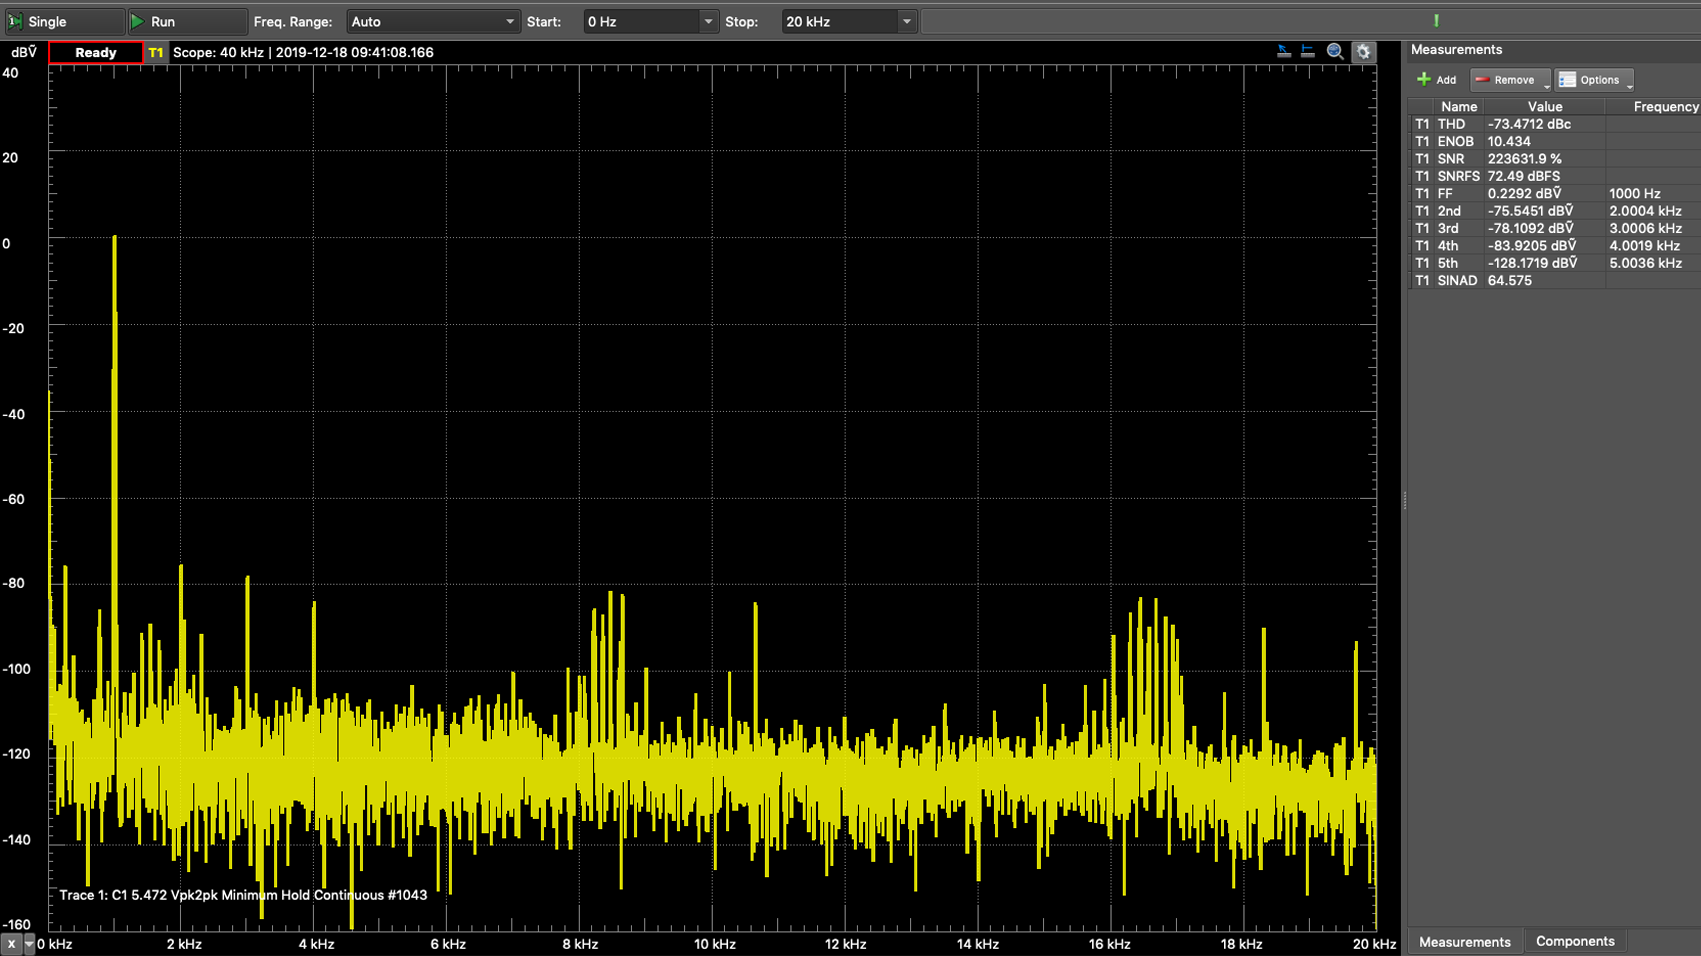 Single Run Freq. Range: Auto Start: 0 Hz Stop: 20 kHz
dBṼ Ready T1 Scope: 40 kHz | 2019-12-18 09:41:08.166
40
20
0
-20
-40
-60
-80
-100
-120
-140
-160
Trace 1: C1 5.472 Vpk2pk Minimum Hold Continuous #1043
X 0 kHz 2 kHz 4 kHz 6 kHz 8 kHz 10 kHz 12 kHz 14 kHz 16 kHz 18 kHz 20 kHz
Measurements
Add Remove Options
Name Value Frequency
T1 THD -73.4712 dBc
T1 ENOB 10.434
T1 SNR 223631.9 %
T1 SNRFS 72.49 dBFS
T1 FF 0.2292 dBṼ 1000 Hz
T1 2nd -75.5451 dBṼ 2.0004 kHz
T1 3rd -78.1092 dBṼ 3.0006 kHz
T1 4th -83.9205 dBṼ 4.0019 kHz
T1 5th -128.1719 dBṼ 5.0036 kHz
T1 SINAD 64.575
Measurements Components